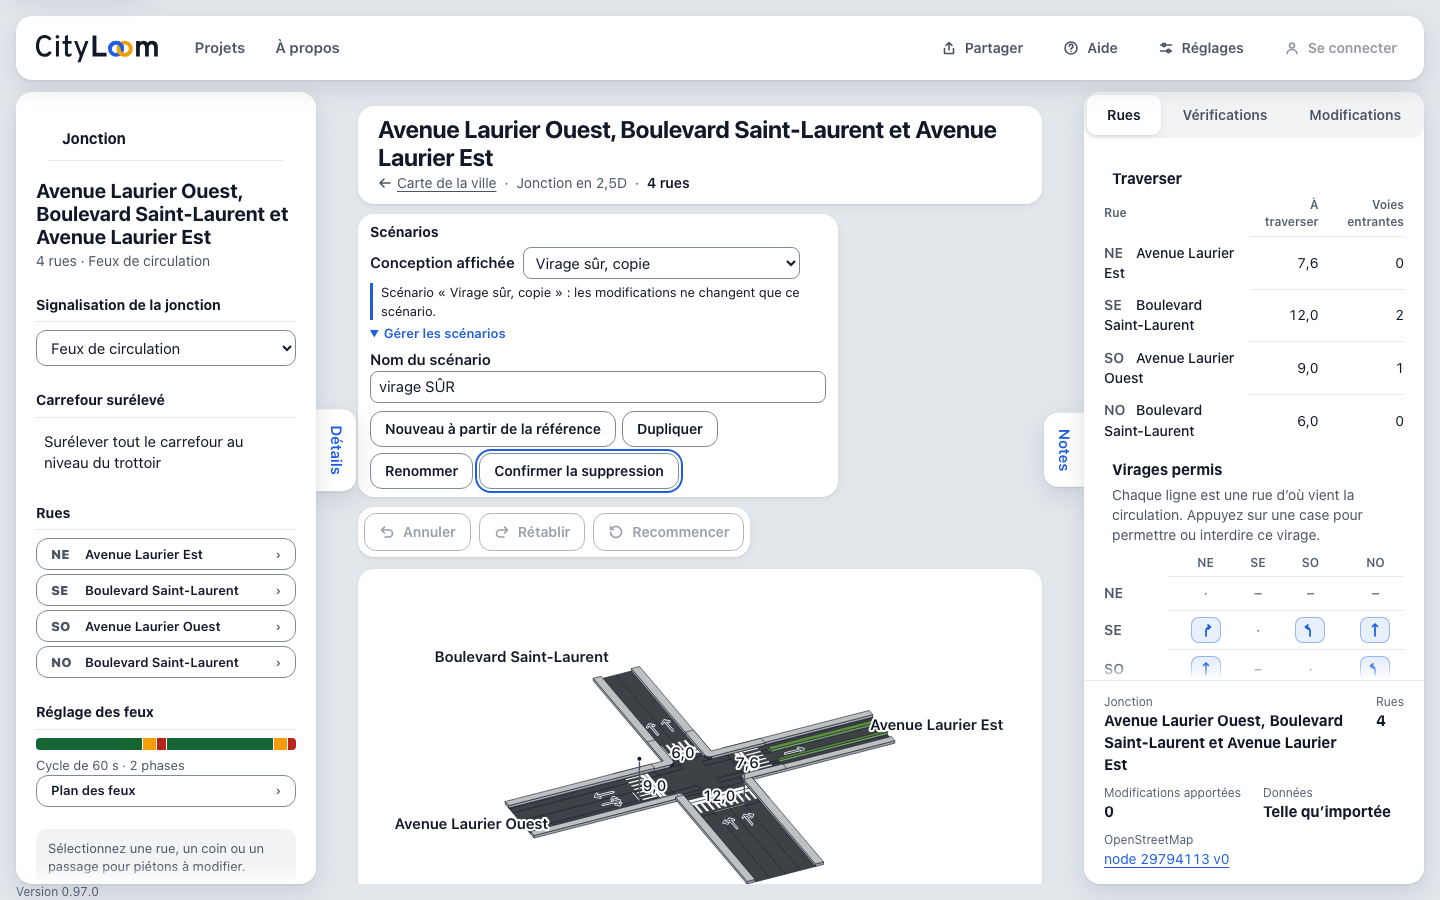 CityLoom
Projets
À propos
Partager
Aide
Réglages
Se connecter
Jonction
Avenue Laurier Ouest,
Boulevard Saint-Laurent et
Avenue Laurier Est
4 rues · Feux de circulation
Signalisation de la jonction
Feux de circulation
Carrefour surélevé
Surélever tout le carrefour au
niveau du trottoir
Rues
NE Avenue Laurier Est ›
SE Boulevard Saint-Laurent ›
SO Avenue Laurier Ouest ›
NO Boulevard Saint-Laurent ›
Réglage des feux
Cycle de 60 s · 2 phases
Plan des feux ›
Sélectionnez une rue, un coin ou un
passage pour piétons à modifier.
Version 0.97.0
Détails
Avenue Laurier Ouest, Boulevard Saint-Laurent et Avenue
Laurier Est
← Carte de la ville · Jonction en 2,5D · 4 rues
Scénarios
Conception affichée Virage sûr, copie
Scénario « Virage sûr, copie » : les modifications ne changent que ce
scénario.
▼ Gérer les scénarios
Nom du scénario
virage SÛR
Nouveau à partir de la référence
Dupliquer
Renommer
Confirmer la suppression
Annuler
Rétablir
Recommencer
Boulevard Saint-Laurent
Avenue Laurier Est
6,0
7,6
9,0
12,0
Avenue Laurier Ouest
Notes
Rues
Vérifications
Modifications
Traverser
Rue À traverser Voies entrantes
NE Avenue Laurier Est 7,6 0
SE Boulevard Saint-Laurent 12,0 2
SO Avenue Laurier Ouest 9,0 1
NO Boulevard Saint-Laurent 6,0 0
Virages permis
Chaque ligne est une rue d’où vient la
circulation. Appuyez sur une case pour
permettre ou interdire ce virage.
NE SE SO NO
NE · – – –
SE ↱ · ↰ ↑
SO ↑ – · ↰
Jonction
Avenue Laurier Ouest, Boulevard
Saint-Laurent et Avenue Laurier
Est
Rues
4
Modifications apportées
0
Données
Telle qu’importée
OpenStreetMap
node 29794113 v0